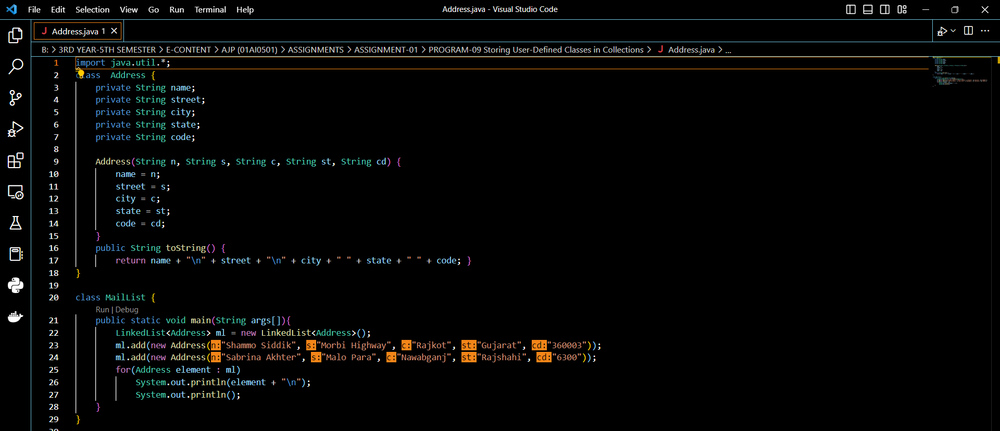 File Edit Selection View Go Run Terminal Help Address.java - Visual Studio Code
J Address.java 1
B: > 3RD YEAR-5TH SEMESTER > E-CONTENT > AJP (01AI0501) > ASSIGNMENTS > ASSIGNMENT-01 > PROGRAM-09 Storing User-Defined Classes in Collections > J Address.java > ...
1 import java.util.*;
2 class  Address {
3 private String name;
4 private String street;
5 private String city;
6 private String state;
7 private String code;
8
9 Address(String n, String s, String c, String st, String cd) {
10 name = n;
11 street = s;
12 city = c;
13 state = st;
14 code = cd;
15 }
16 public String toString() {
17 return name + "\n" + street + "\n" + city + " " + state + " " + code; }
18 }
19
20 class MailList {
Run | Debug
21 public static void main(String args[]){
22 LinkedList<Address> ml = new LinkedList<Address>();
23 ml.add(new Address(n:"Shammo Siddik", s:"Morbi Highway", c:"Rajkot", st:"Gujarat", cd:"360003"));
24 ml.add(new Address(n:"Sabrina Akhter", s:"Malo Para", c:"Nawabganj", st:"Rajshahi", cd:"6300"));
25 for(Address element : ml)
26 System.out.println(element + "\n");
27 System.out.println();
28 }
29 }